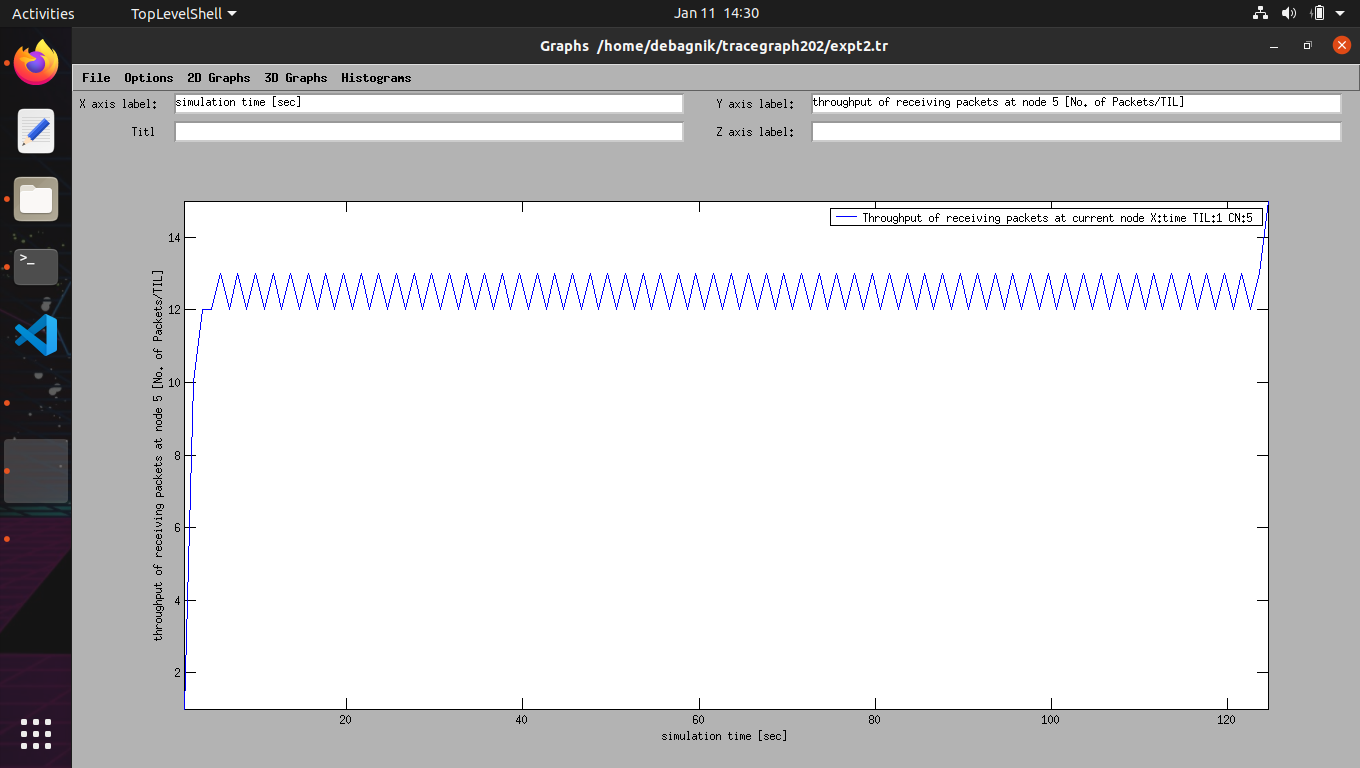 Activities TopLevelShell Jan 11 14:30
Graphs /home/debagnik/tracegraph202/expt2.tr
File Options 2D Graphs 3D Graphs Histograms
X axis label: simulation time [sec] Y axis label: throughput of receiving packets at node 5 [No. of Packets/TIL]
Titl Z axis label:
>_
Throughput of receiving packets at current node X:time TIL:1 CN:5
throughput of receiving packets at node 5 [No. of Packets/TIL]
14
12
10
8
6
4
2
20 40 60 80 100 120
simulation time [sec]